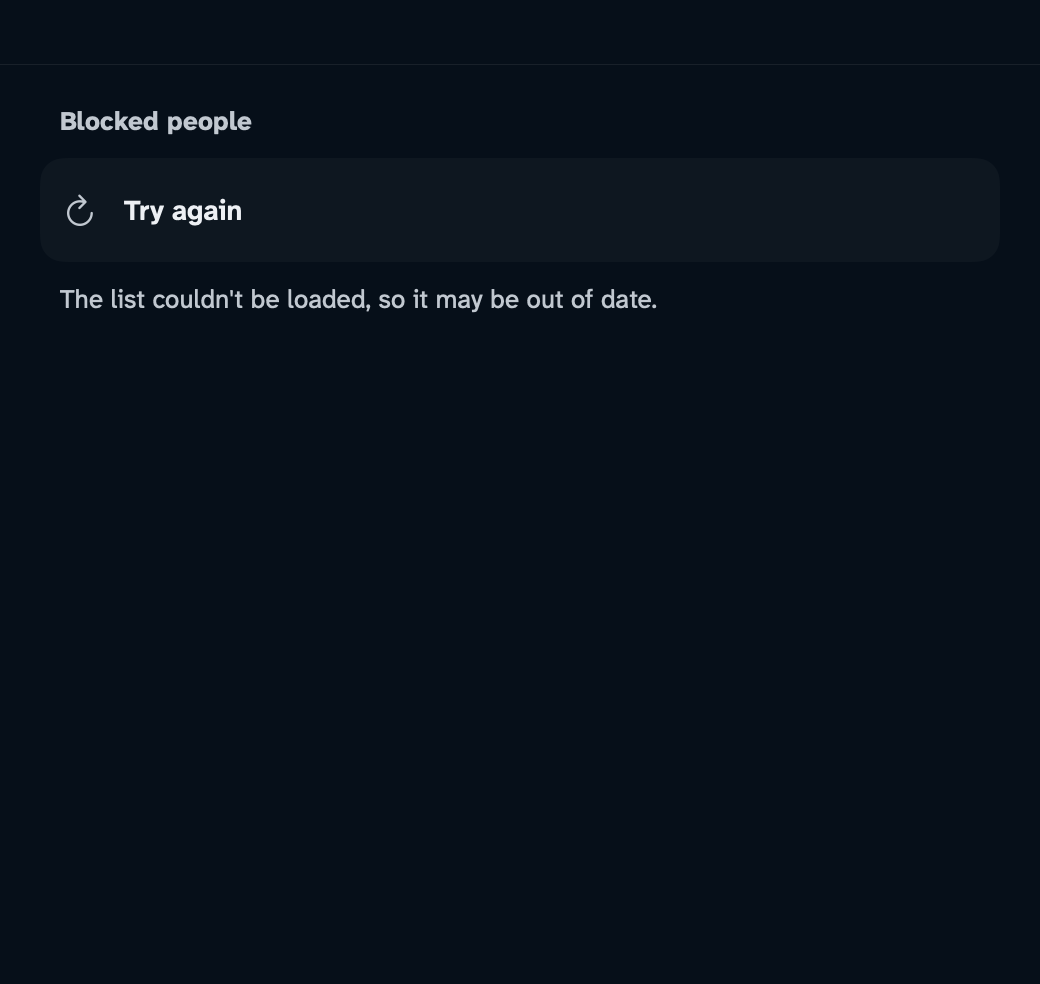 Blocked people
Try again
The list couldn't be loaded, so it may be out of date.